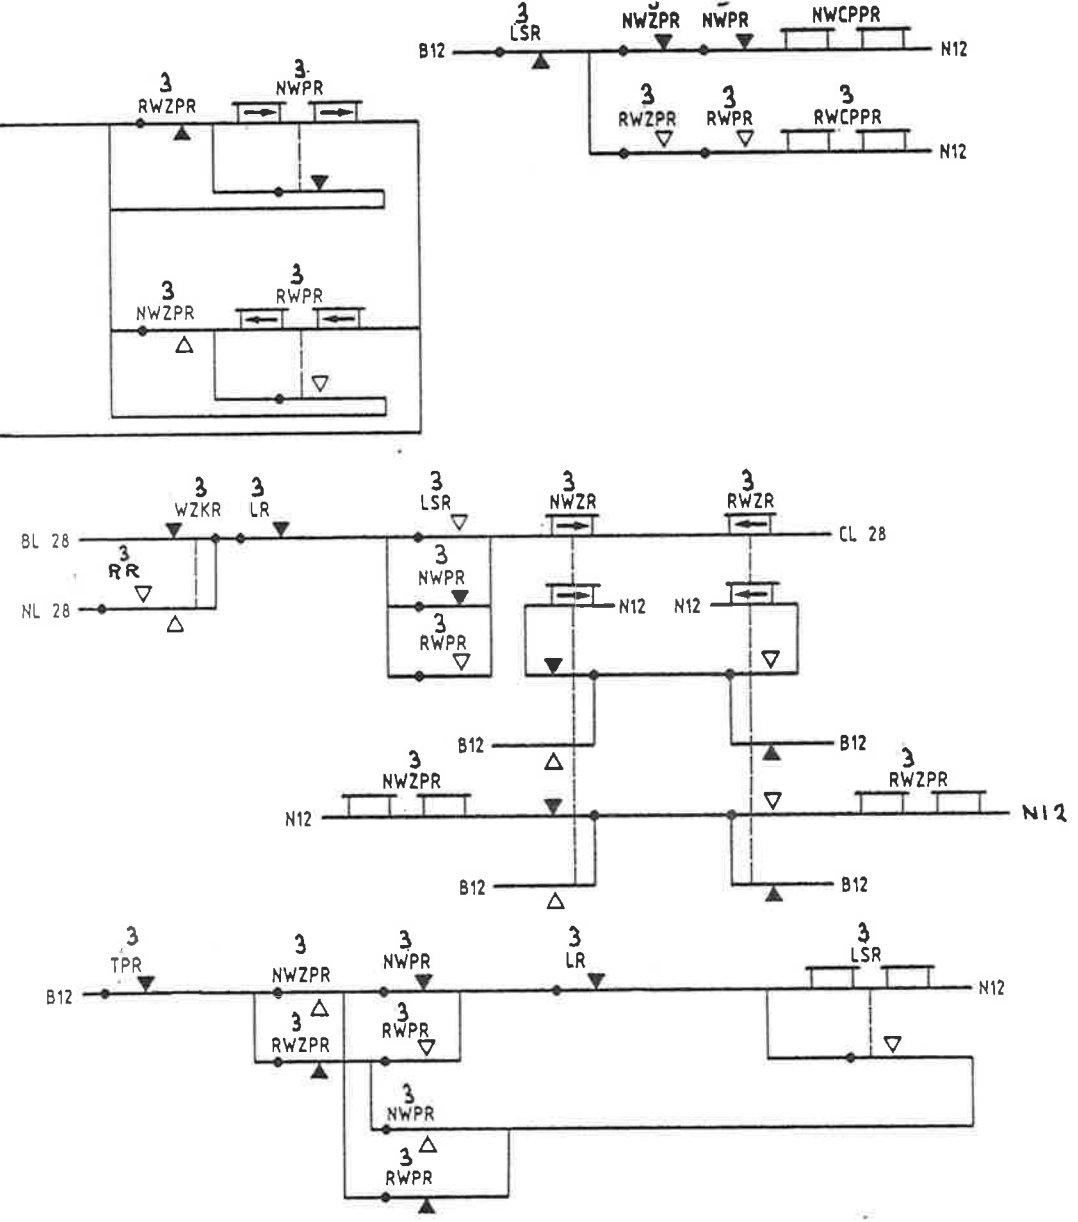 3 3 NWZPR NWPR NWCPPR
LSR
B12 N12
3 3
RWZPR NWPR
3 3 3
RWZPR RWPR RWCPPR
N12
3 3
NWZPR RWPR
3 3 3 3 3
WZKR LR LSR NWZR RWZR
BL 28 CL 28
3
RR
3
NWPR
NL 28 N12 N12
3
RWPR
B12 B12
3 3
NWZPR RWZPR
N12 N12
B12 B12
3 3 3 3 3
TPR NWZPR NWPR LR LSR
B12 N12
3 3
RWZPR RWPR
3
NWPR
3
RWPR